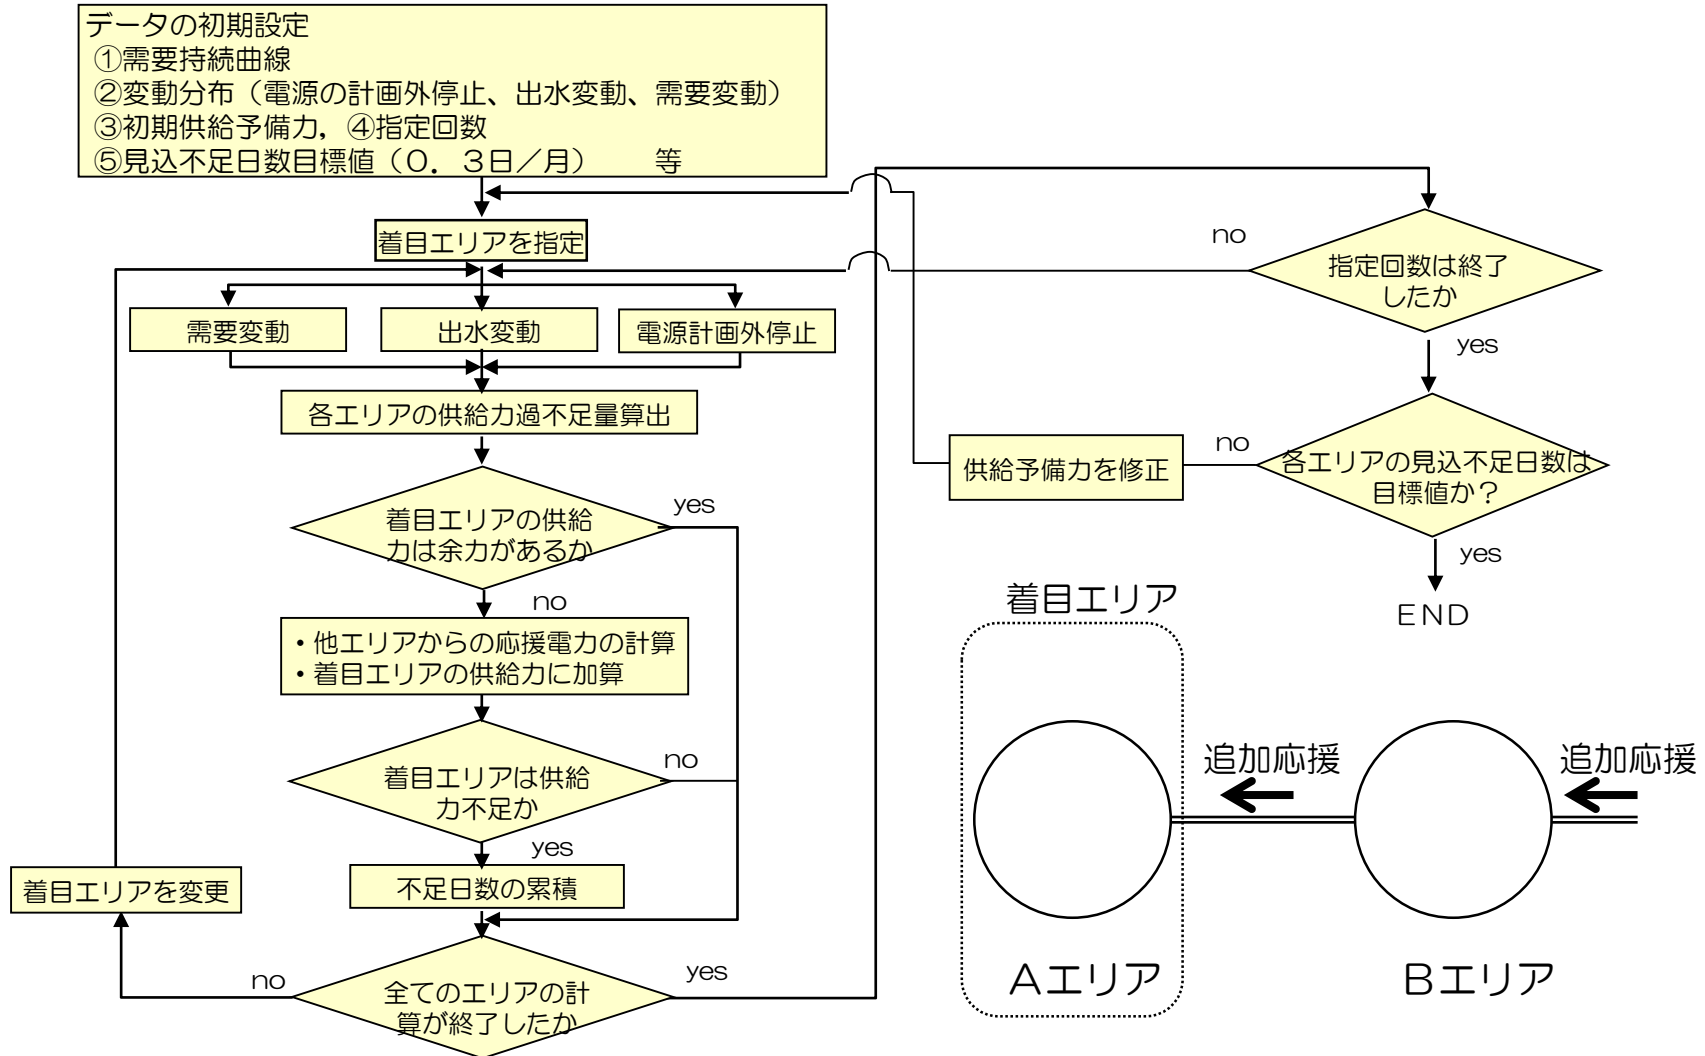 データの初期設定
①需要持続曲線
②変動分布（電源の計画外停止、出水変動、需要変動）
③初期供給予備力，④指定回数
⑤見込不足日数目標値（０．３日／月）　　等
着目エリアを指定
需要変動
出水変動
電源計画外停止
各エリアの供給力過不足量算出
着目エリアの供給
力は余力があるか
yes
no
・他エリアからの応援電力の計算
・着目エリアの供給力に加算
着目エリアは供給
力不足か
no
yes
不足日数の累積
着目エリアを変更
全てのエリアの計
算が終了したか
no
yes
指定回数は終了
したか
no
yes
各エリアの見込不足日数は
目標値か？
no
供給予備力を修正
yes
END
着目エリア
追加応援
追加応援
Aエリア
Bエリア